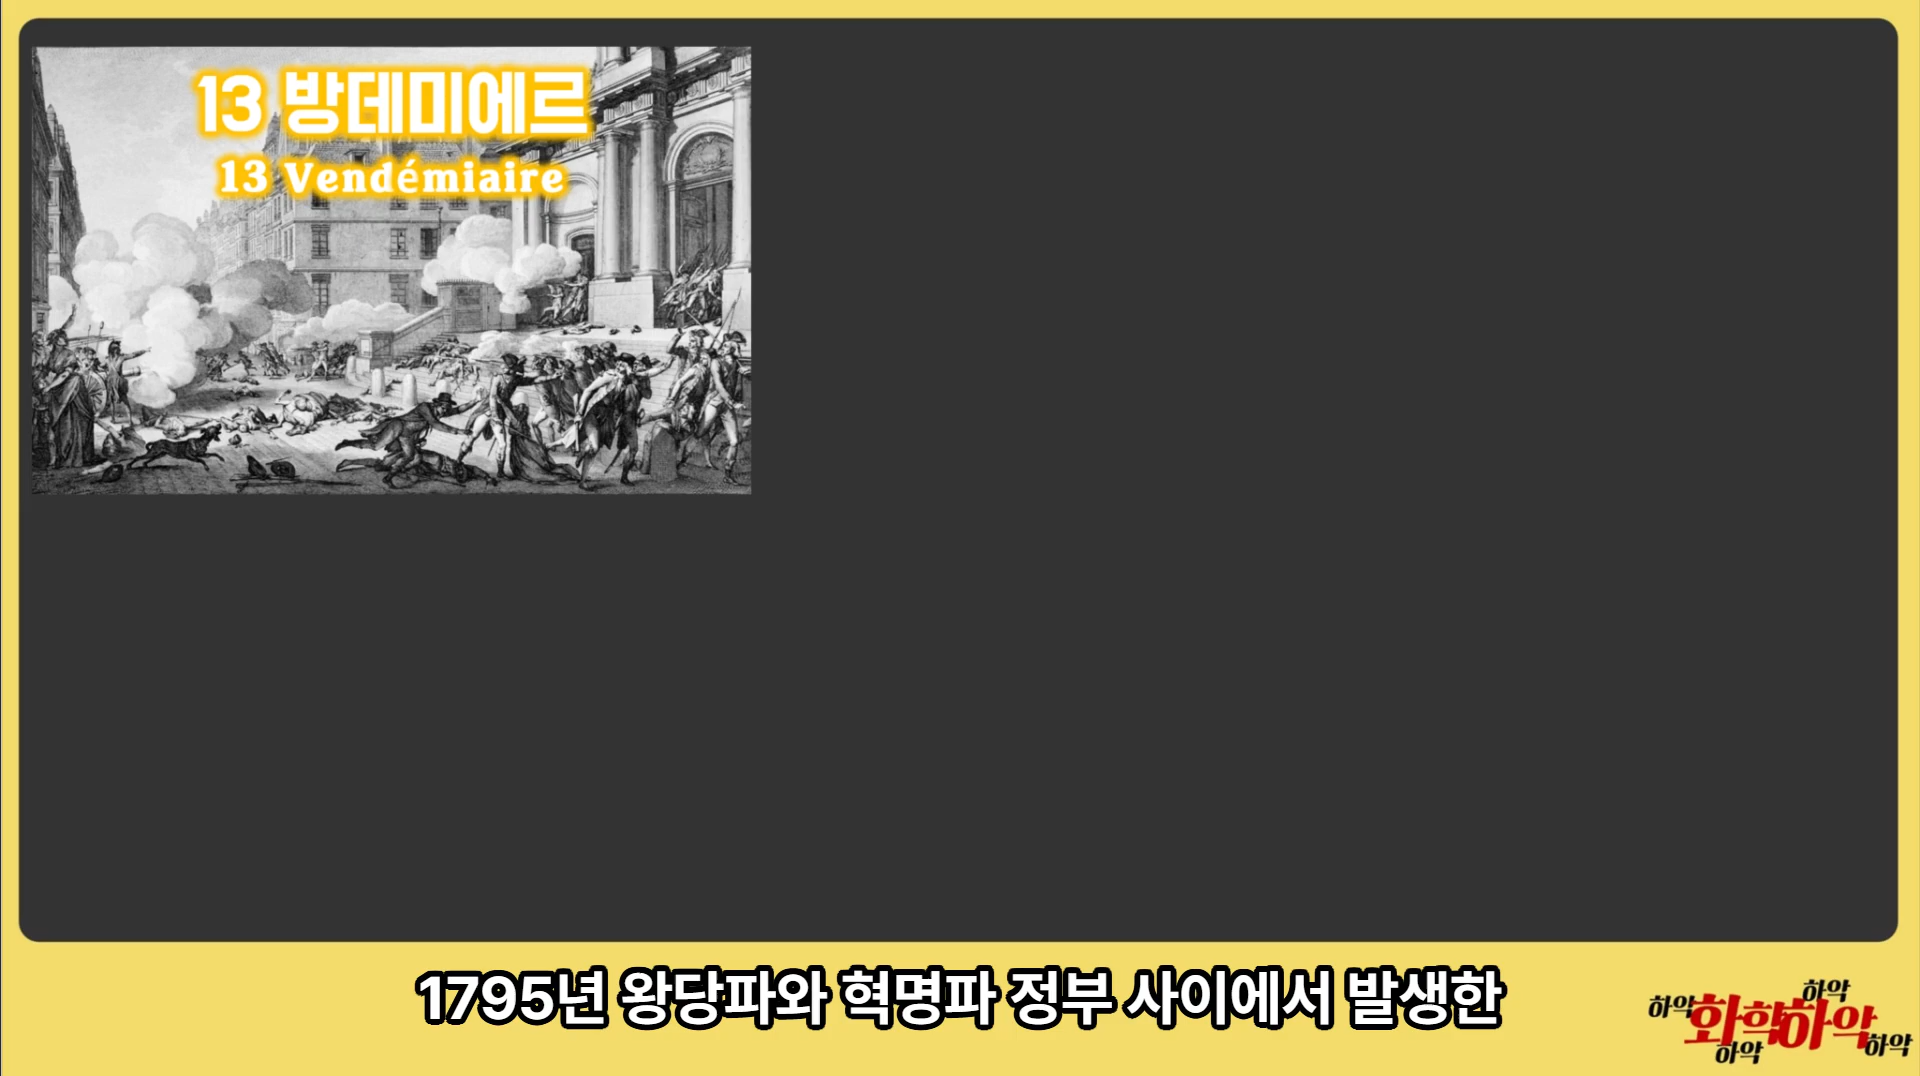 13 방데미에르
13 Vendémiaire
1795년 왕당파와 혁명파 정부 사이에서 발생한
하악
하악
화학하악
하악
하악